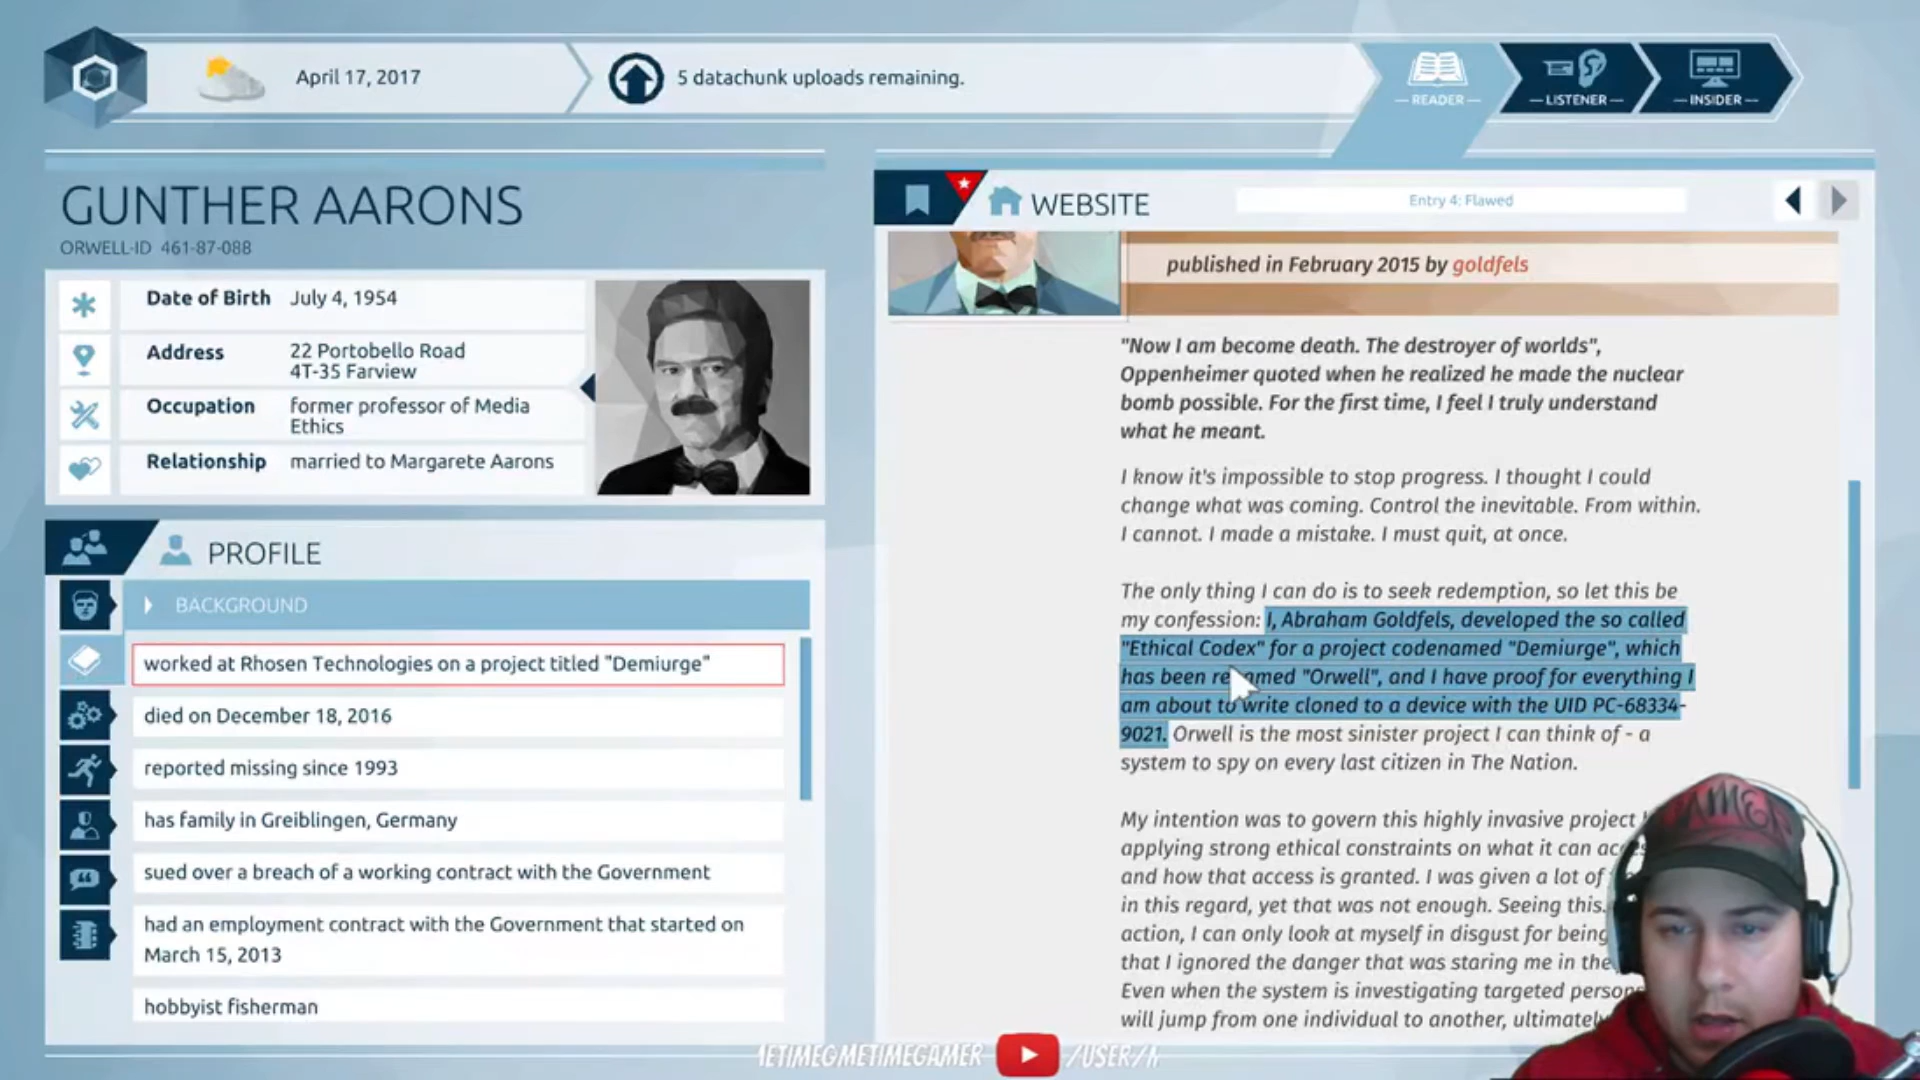 April 17, 2017
5 datachunk uploads remaining.
— READER —
— LISTENER —
— INSIDER —
GUNTHER AARONS
ORWELL-ID 461-87-088
Date of Birth July 4, 1954
Address 22 Portobello Road
4T-35 Farview
Occupation former professor of Media
Ethics
Relationship married to Margarete Aarons
PROFILE
BACKGROUND
worked at Rhosen Technologies on a project titled "Demiurge"
died on December 18, 2016
reported missing since 1993
has family in Greiblingen, Germany
sued over a breach of a working contract with the Government
had an employment contract with the Government that started on
March 15, 2013
hobbyist fisherman
WEBSITE
Entry 4: Flawed
published in February 2015 by goldfels
"Now I am become death. The destroyer of worlds",
Oppenheimer quoted when he realized he made the nuclear
bomb possible. For the first time, I feel I truly understand
what he meant.
I know it's impossible to stop progress. I thought I could
change what was coming. Control the inevitable. From within.
I cannot. I made a mistake. I must quit, at once.
The only thing I can do is to seek redemption, so let this be
my confession: I, Abraham Goldfels, developed the so called
"Ethical Codex" for a project codenamed "Demiurge", which
has been renamed "Orwell", and I have proof for everything I
am about to write cloned to a device with the UID PC-68334-
9021. Orwell is the most sinister project I can think of - a
system to spy on every last citizen in The Nation.
My intention was to govern this highly invasive project
applying strong ethical constraints on what it can
and how that access is granted. I was given a lot of
in this regard, yet that was not enough. Seeing this
action, I can only look at myself in disgust for being
that I ignored the danger that was staring me in the
Even when the system is investigating targeted
will jump from one individual to another,
METIMEGAMER /USER/
GAMER